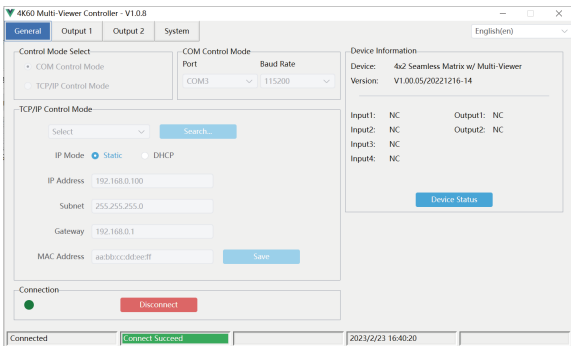 4K60 Multi-Viewer Controller - V1.0.8
General Output 1 Output 2 System English(en)
Control Mode Select
COM Control Mode
TCP/IP Control Mode
COM Control Mode
Port Baud Rate
COM3 115200
TCP/IP Control Mode
Select Search...
IP Mode Static DHCP
IP Address 192.168.0.100
Subnet 255.255.255.0
Gateway 192.168.0.1
MAC Address aa:bb:cc:dd:ee:ff Save
Connection
Disconnect
Device Information
Device: 4x2 Seamless Matrix w/ Multi-Viewer
Version: V1.00.05/20221216-14
Input1: NC Output1: NC
Input2: NC Output2: NC
Input3: NC
Input4: NC
Device Status
Connected Connect Succeed 2023/2/23 16:40:20